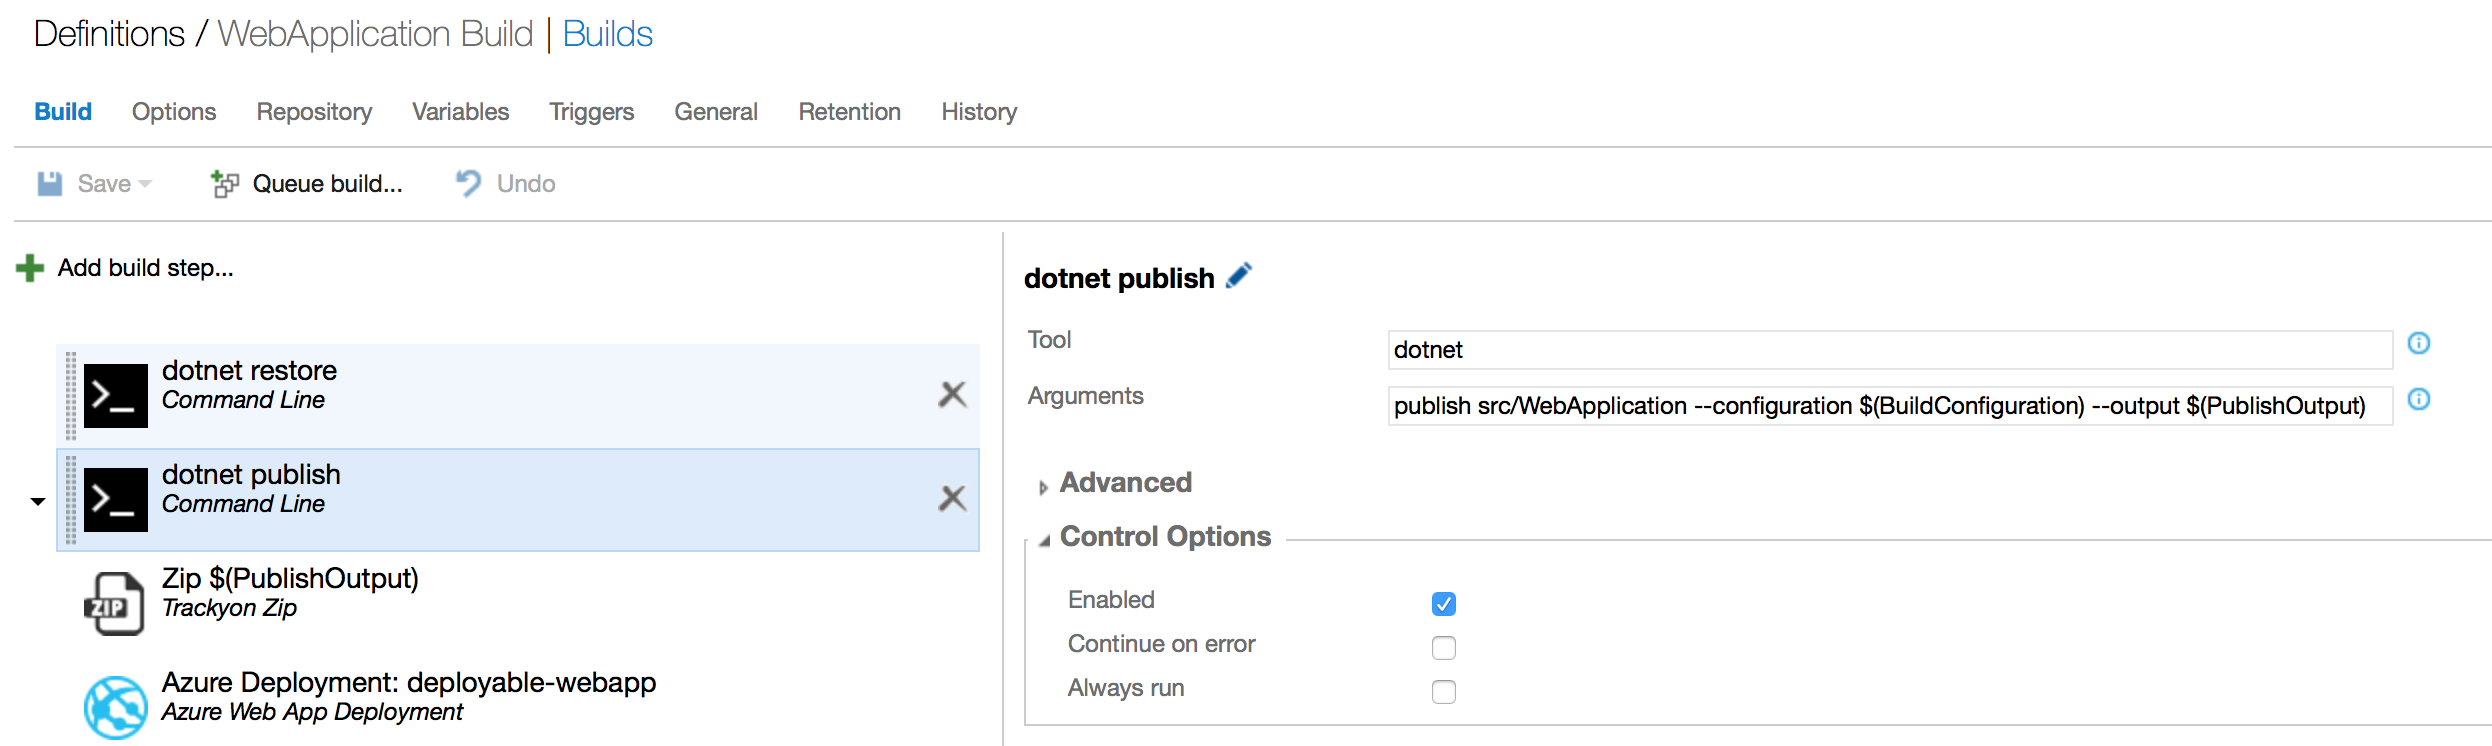 Definitions / WebApplication Build | Builds
Build Options Repository Variables Triggers General Retention History
Save Queue build... Undo
Add build step...
dotnet restore
Command Line
dotnet publish
Command Line
ZIP
Zip $(PublishOutput)
Trackyon Zip
Azure Deployment: deployable-webapp
Azure Web App Deployment
dotnet publish
Tool dotnet
Arguments publish src/WebApplication --configuration $(BuildConfiguration) --output $(PublishOutput)
Advanced
Control Options
Enabled
Continue on error
Always run